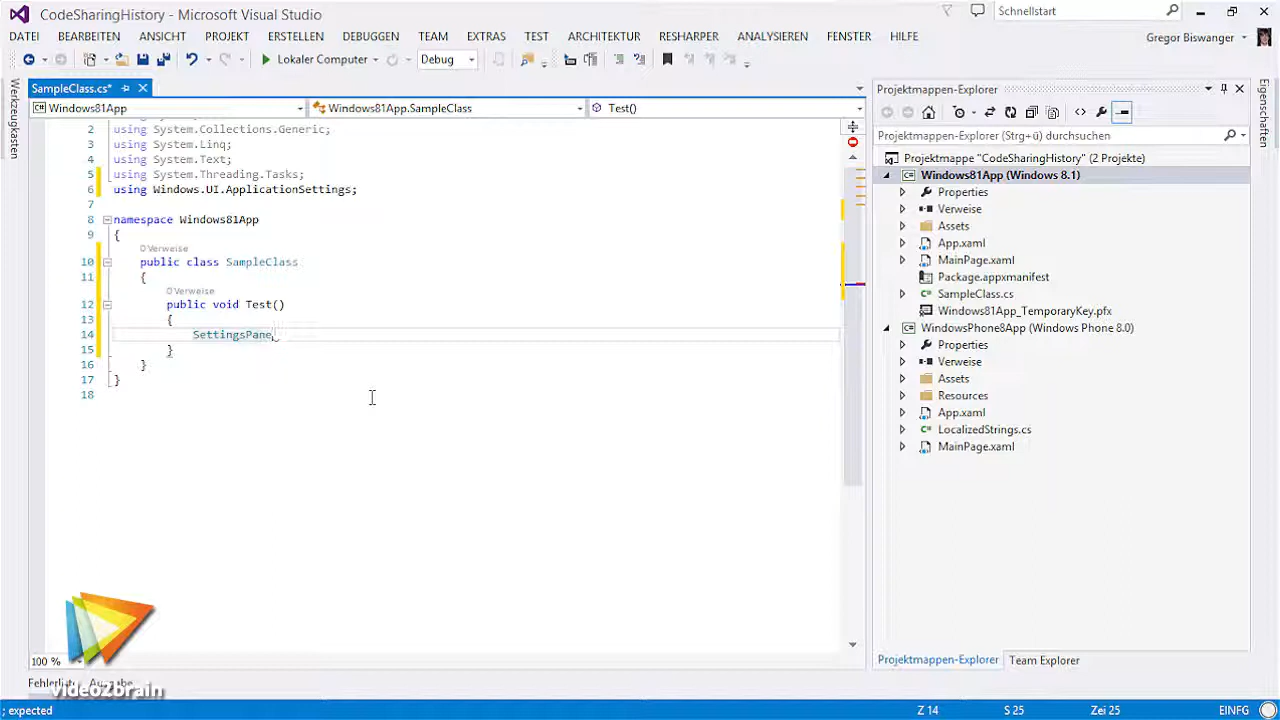 CodeSharingHistory - Microsoft Visual Studio
Schnellstart
DATEI BEARBEITEN ANSICHT PROJEKT ERSTELLEN DEBUGGEN TEAM EXTRAS TEST ARCHITEKTUR RESHARPER ANALYSIEREN FENSTER HILFE
Gregor Biswanger
Lokaler Computer
Debug
Werkzeugkasten
SampleClass.cs*
Windows81App
Windows81App.SampleClass
Test()
2 using System.Collections.Generic;
3 using System.Linq;
4 using System.Text;
5 using System.Threading.Tasks;
6 using Windows.UI.ApplicationSettings;
7
8 namespace Windows81App
9 {
0 Verweise
10 public class SampleClass
11 {
0 Verweise
12 public void Test()
13 {
14 SettingsPane.
15 }
16 }
17 }
18
100 %
Projektmappen-Explorer
Projektmappen-Explorer (Strg+ü) durchsuchen
Projektmappe "CodeSharingHistory" (2 Projekte)
Windows81App (Windows 8.1)
Properties
Verweise
Assets
App.xaml
MainPage.xaml
Package.appxmanifest
SampleClass.cs
Windows81App_TemporaryKey.pfx
WindowsPhone8App (Windows Phone 8.0)
Properties
Verweise
Assets
Resources
App.xaml
LocalizedStrings.cs
MainPage.xaml
Projektmappen-Explorer
Team Explorer
Eigenschaften
video2brain
; expected
Z 14
S 25
Zei 25
EINFG